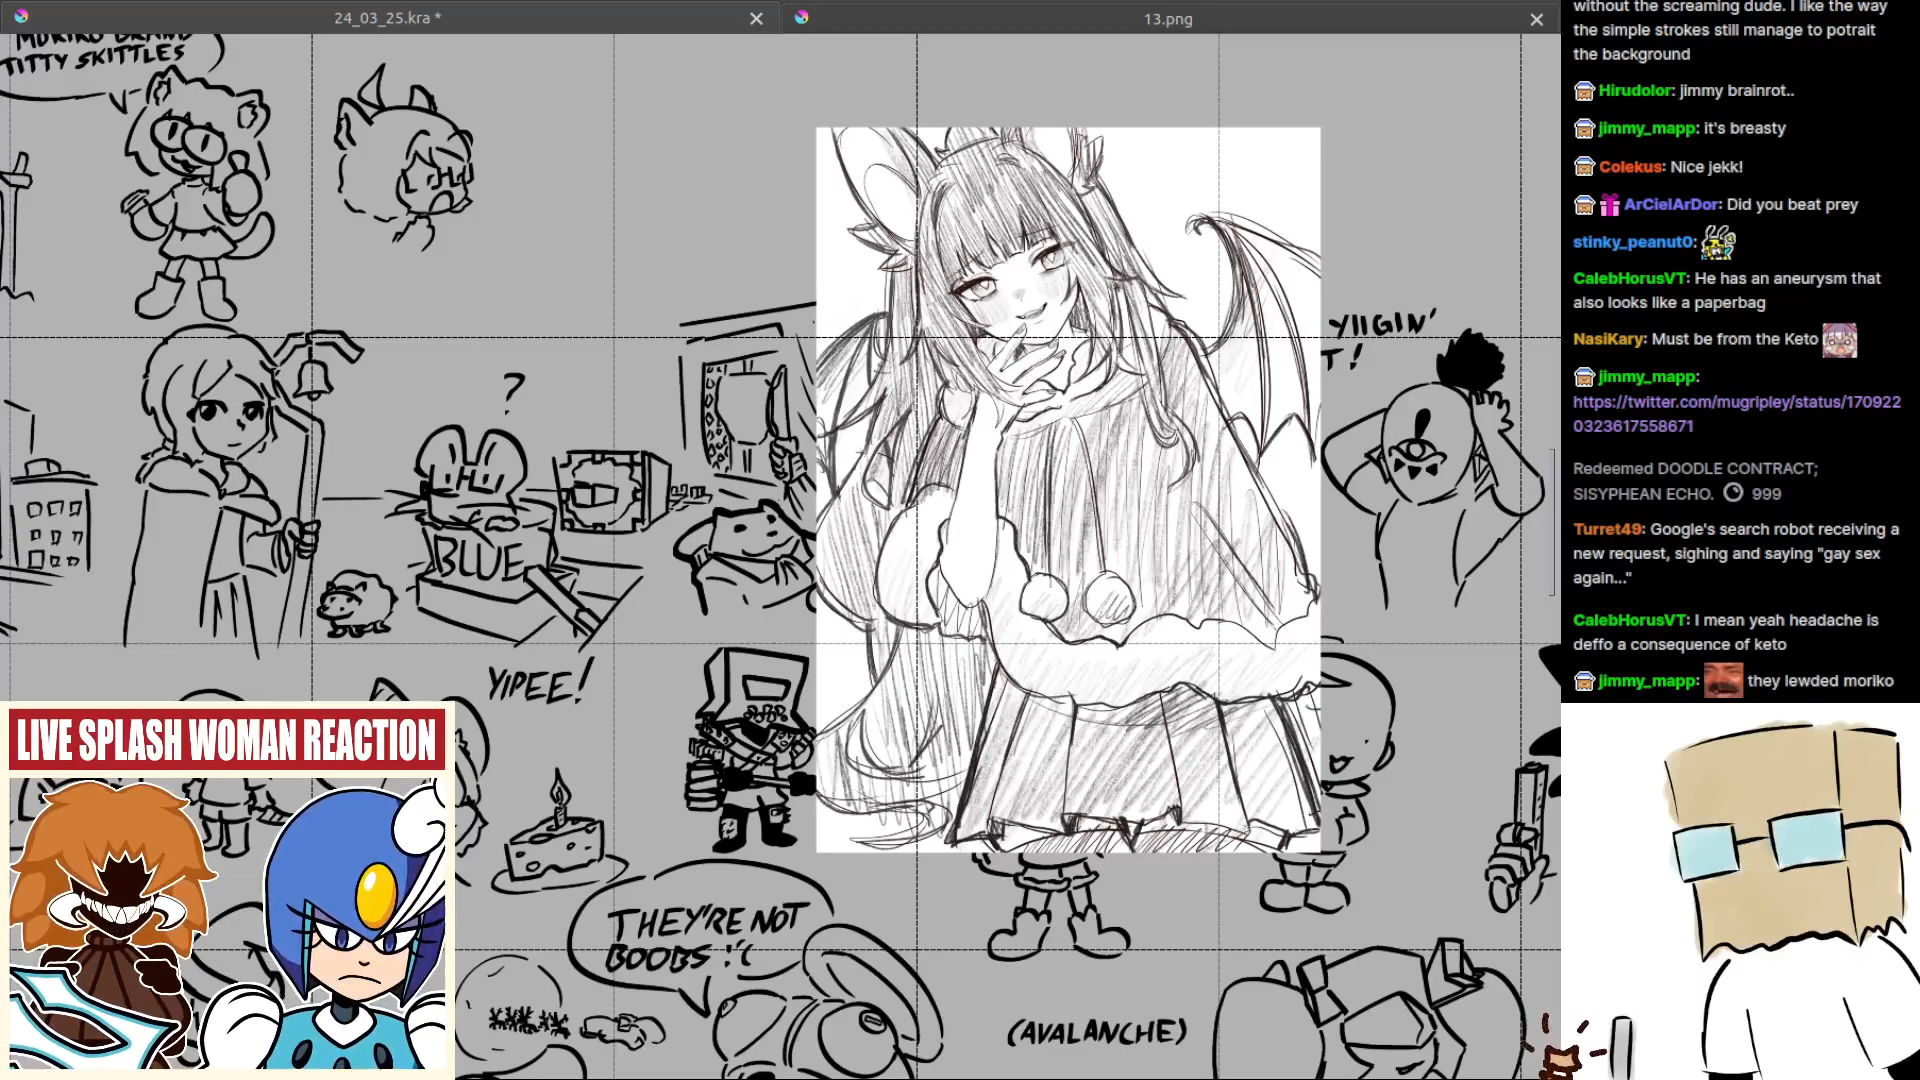 24_03_25.kra *
13.png
MORIKO BRAND
TITTY SKITTLES
?
HLI
BLUE
YIIGIN'
T!
YIPEE!
THEY'RE NOT
BOOBS :'(
(AVALANCHE)
LIVE SPLASH WOMAN REACTION
without the screaming dude. I like the way
the simple strokes still manage to potrait
the background
Hirudolor: jimmy brainrot..
jimmy_mapp: it's breasty
Colekus: Nice jekk!
ArCielArDor: Did you beat prey
stinky_peanut0:
CalebHorusVT: He has an aneurysm that
also looks like a paperbag
NasiKary: Must be from the Keto
jimmy_mapp:
https://twitter.com/mugripley/status/170922
0323617558671
Redeemed DOODLE CONTRACT;
SISYPHEAN ECHO. 999
Turret49: Google's search robot receiving a
new request, sighing and saying "gay sex
again..."
CalebHorusVT: I mean yeah headache is
deffo a consequence of keto
jimmy_mapp: they lewded moriko